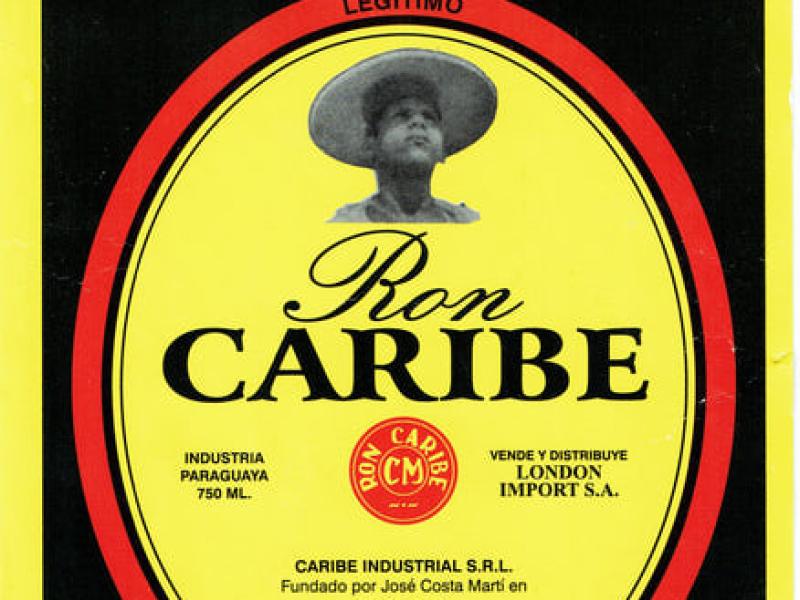 LEGITIMO
Ron
CARIBE
INDUSTRIA
PARAGUAYA
750 ML.
RON CARIBE
CM
VENDE Y DISTRIBUYE
LONDON
IMPORT S.A.
CARIBE INDUSTRIAL S.R.L.
Fundado por José Costa Martí en